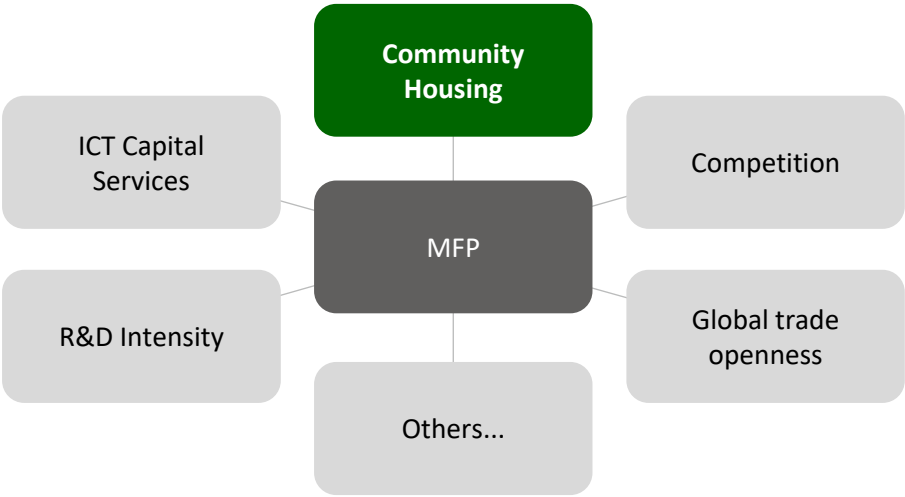 Community
Housing
ICT Capital
Services
Competition
MFP
R&D Intensity
Global trade
openness
Others...